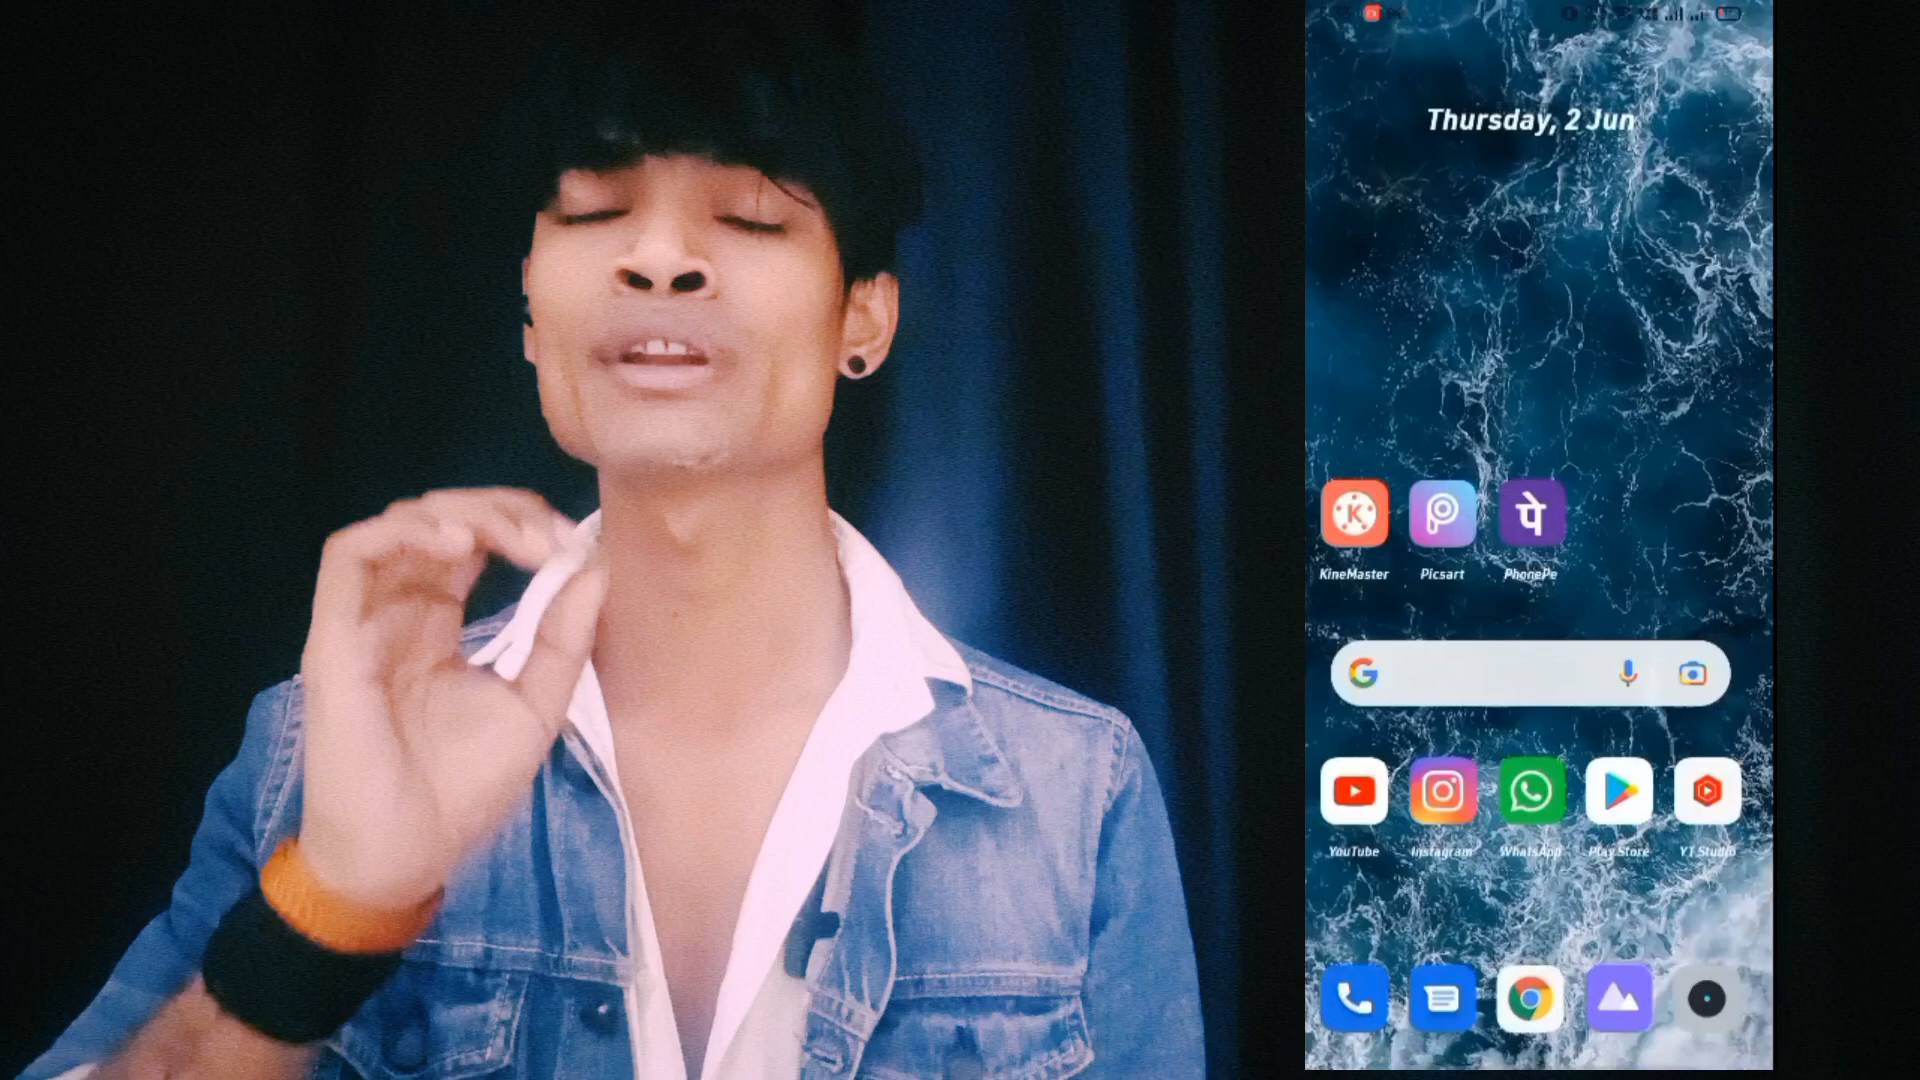 Thursday, 2 Jun
K
पे
KineMaster Picsart PhonePe
G
YouTube Instagram WhatsApp Play Store YT Studio